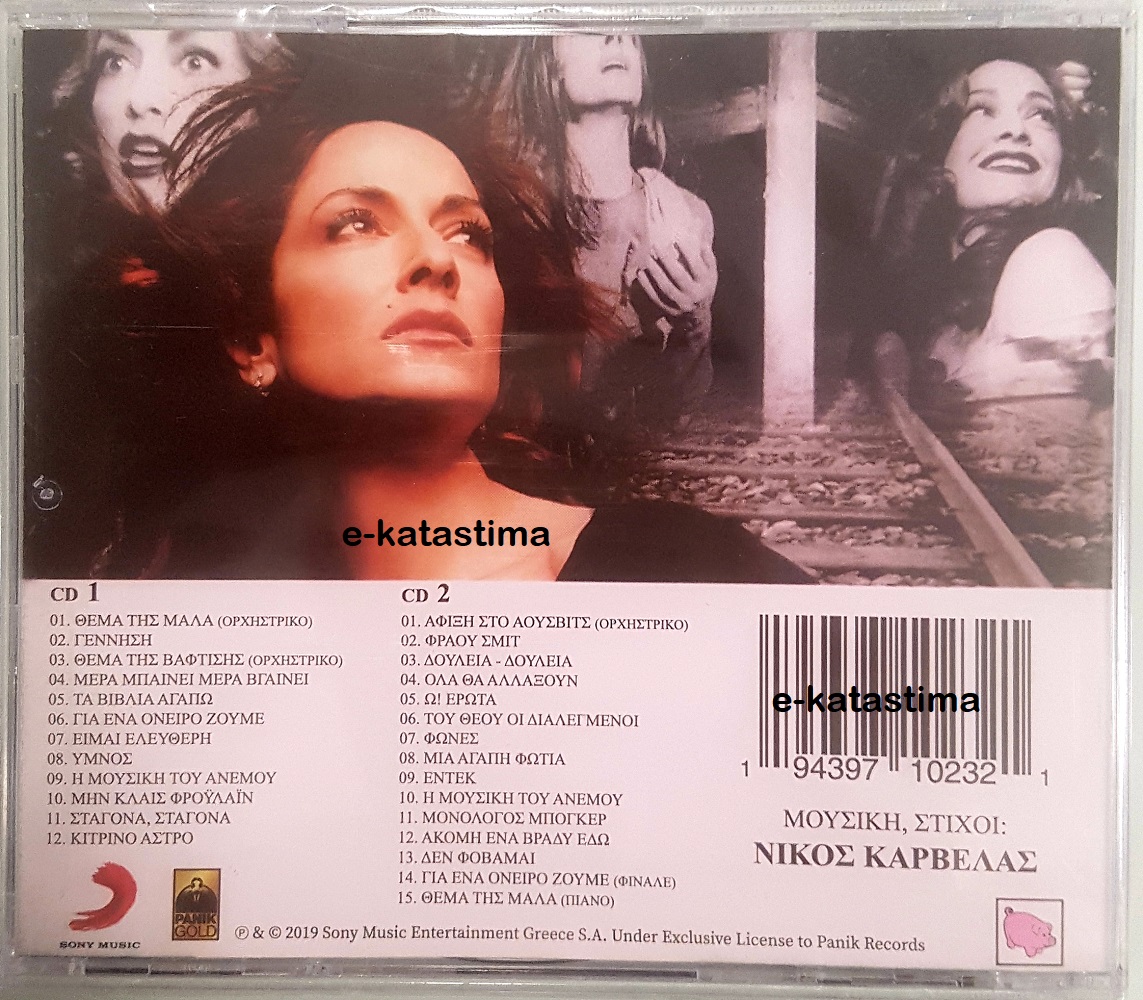 e-katastima
CD 1
01. ΘΕΜΑ ΤΗΣ ΜΑΛΑ (ΟΡΧΗΣΤΡΙΚΟ)
02. ΓΕΝΝΗΣΗ
03. ΘΕΜΑ ΤΗΣ ΒΑΦΤΙΣΗΣ (ΟΡΧΗΣΤΡΙΚΟ)
04. ΜΕΡΑ ΜΠΑΙΝΕΙ ΜΕΡΑ ΒΓΑΙΝΕΙ
05. ΤΑ ΒΙΒΛΙΑ ΑΓΑΠΩ
06. ΓΙΑ ΕΝΑ ΟΝΕΙΡΟ ΖΟΥΜΕ
07. ΕΙΜΑΙ ΕΛΕΥΘΕΡΗ
08. ΥΜΝΟΣ
09. Η ΜΟΥΣΙΚΗ ΤΟΥ ΑΝΕΜΟΥ
10. ΜΗΝ ΚΛΑΙΣ ΦΡΟΫΛΑΪΝ
11. ΣΤΑΓΟΝΑ, ΣΤΑΓΟΝΑ
12. ΚΙΤΡΙΝΟ ΑΣΤΡΟ
CD 2
01. ΑΦΙΞΗ ΣΤΟ ΑΟΥΣΒΙΤΣ (ΟΡΧΗΣΤΡΙΚΟ)
02. ΦΡΑΟΥ ΣΜΙΤ
03. ΔΟΥΛΕΙΑ - ΔΟΥΛΕΙΑ
04. ΟΛΑ ΘΑ ΑΛΛΑΞΟΥΝ
05. Ω! ΕΡΩΤΑ
06. ΤΟΥ ΘΕΟΥ ΟΙ ΔΙΑΛΕΓΜΕΝΟΙ
07. ΦΩΝΕΣ
08. ΜΙΑ ΑΓΑΠΗ ΦΩΤΙΑ
09. ΕΝΤΕΚ
10. Η ΜΟΥΣΙΚΗ ΤΟΥ ΑΝΕΜΟΥ
11. ΜΟΝΟΛΟΓΟΣ ΜΠΟΓΚΕΡ
12. ΑΚΟΜΗ ΕΝΑ ΒΡΑΔΥ ΕΔΩ
13. ΔΕΝ ΦΟΒΑΜΑΙ
14. ΓΙΑ ΕΝΑ ΟΝΕΙΡΟ ΖΟΥΜΕ (ΦΙΝΑΛΕ)
15. ΘΕΜΑ ΤΗΣ ΜΑΛΑ (ΠΙΑΝΟ)
e-katastima
1 94397 10232 1
ΜΟΥΣΙΚΗ, ΣΤΙΧΟΙ:
ΝΙΚΟΣ ΚΑΡΒΕΛΑΣ
SONY MUSIC
PANIK
GOLD
℗ & © 2019 Sony Music Entertainment Greece S.A. Under Exclusive License to Panik Records